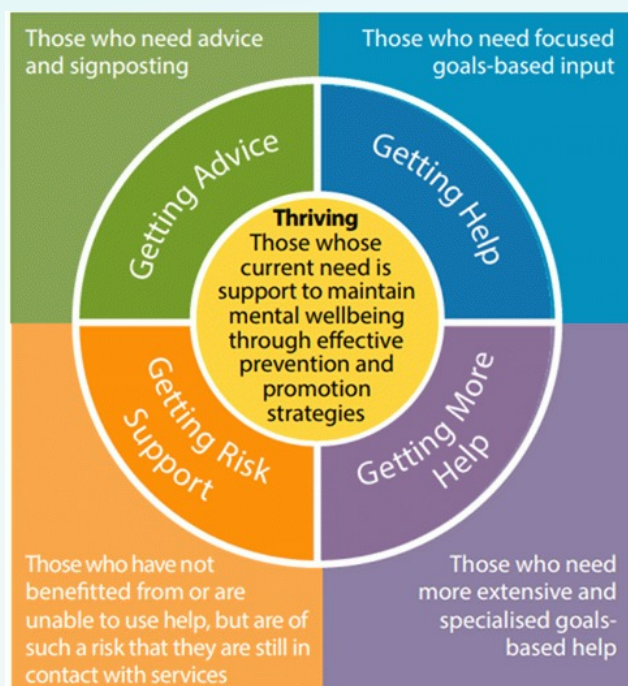 Those who need advice
and signposting
Those who need focused
goals-based input
Getting Advice
Getting Help
Thriving
Those whose
current need is
support to maintain
mental wellbeing
through effective
prevention and
promotion
strategies
Getting Risk
Support
Getting More
Help
Those who have not
benefitted from or are
unable to use help, but are of
such a risk that they are still in
contact with services
Those who need
more extensive and
specialised goals-
based help